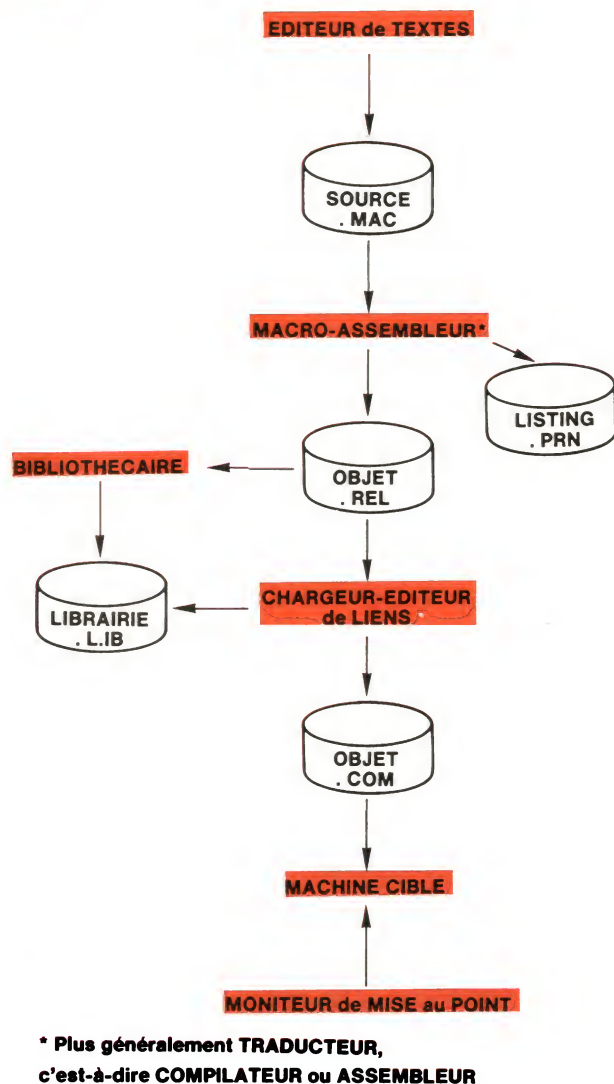 EDITEUR de TEXTES
SOURCE
. MAC
MACRO-ASSEMBLEUR*
LISTING
. PRN
BIBLIOTHECAIRE
OBJET
. REL
CHARGEUR-EDITEUR
de LIENS
LIBRAIRIE
. L.IB
OBJET
. COM
MACHINE CIBLE
MONITEUR de MISE au POINT
* Plus généralement TRADUCTEUR,
c'est-à-dire COMPILATEUR ou ASSEMBLEUR